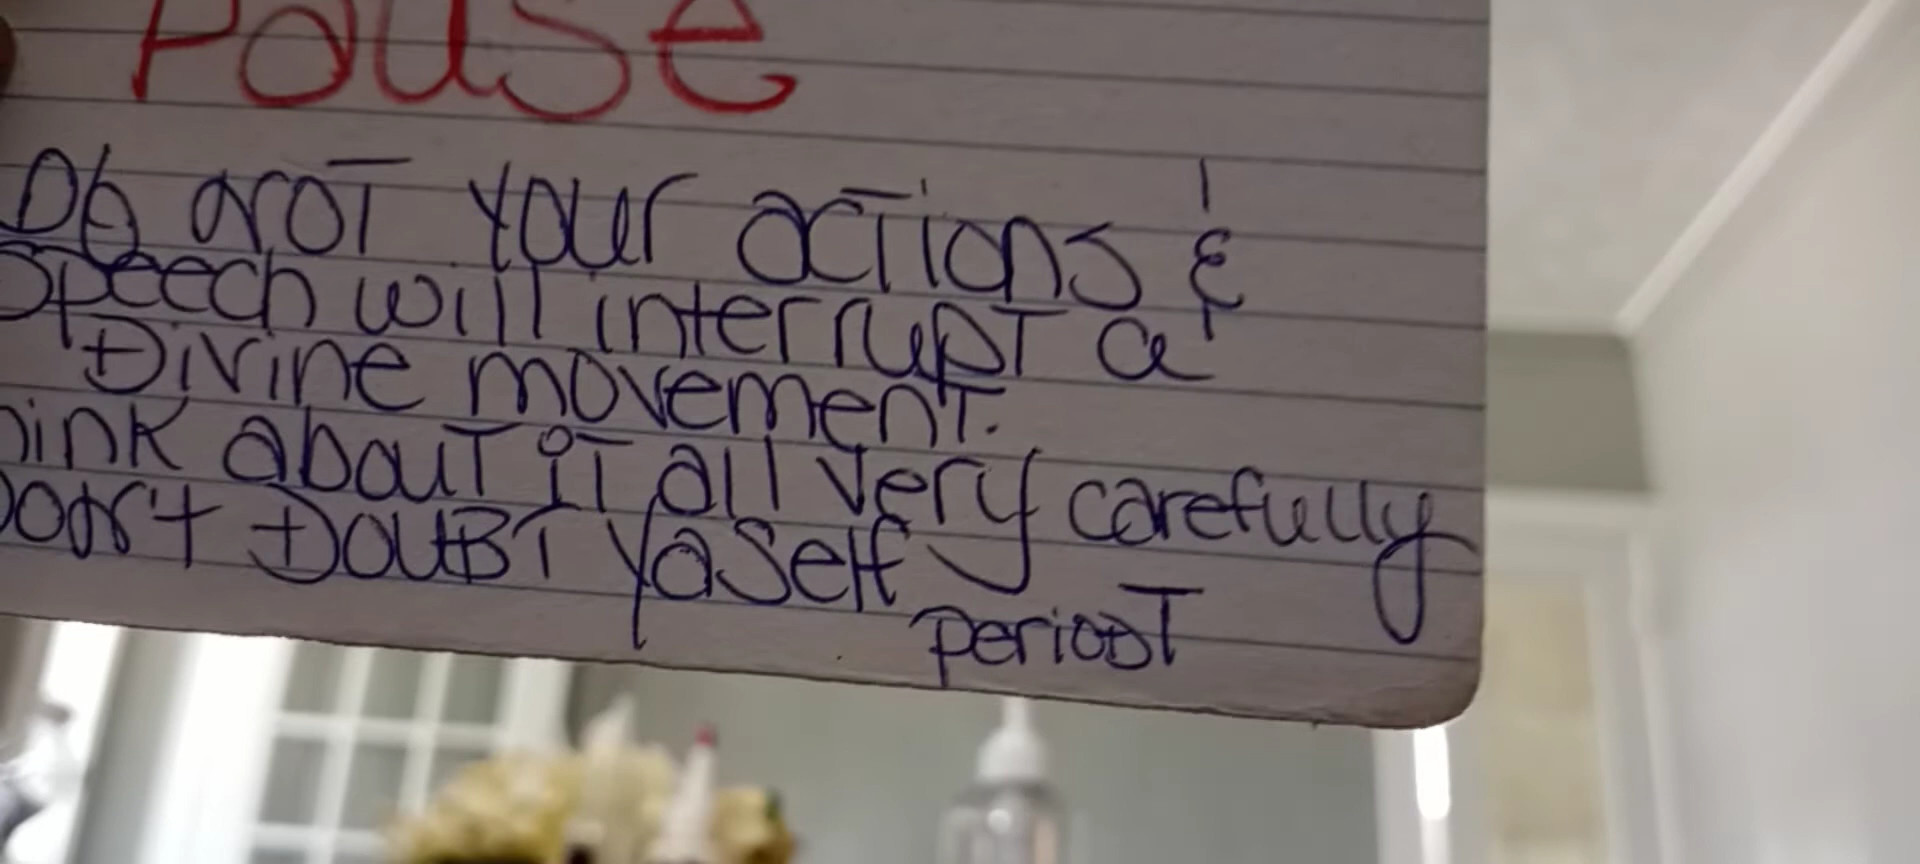 Pause
Do not your actions &
Speech will interrupt a
Divine movement.
hink about it all very carefully
Don't DOUBT yaself
perioDT